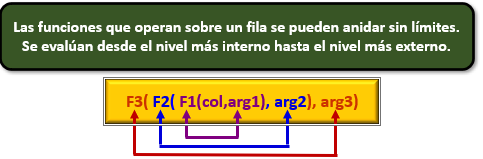 Las funciones que operan sobre un fila se pueden anidar sin límites.
Se evalúan desde el nivel más interno hasta el nivel más externo.
F3( F2( F1(col,arg1), arg2), arg3)